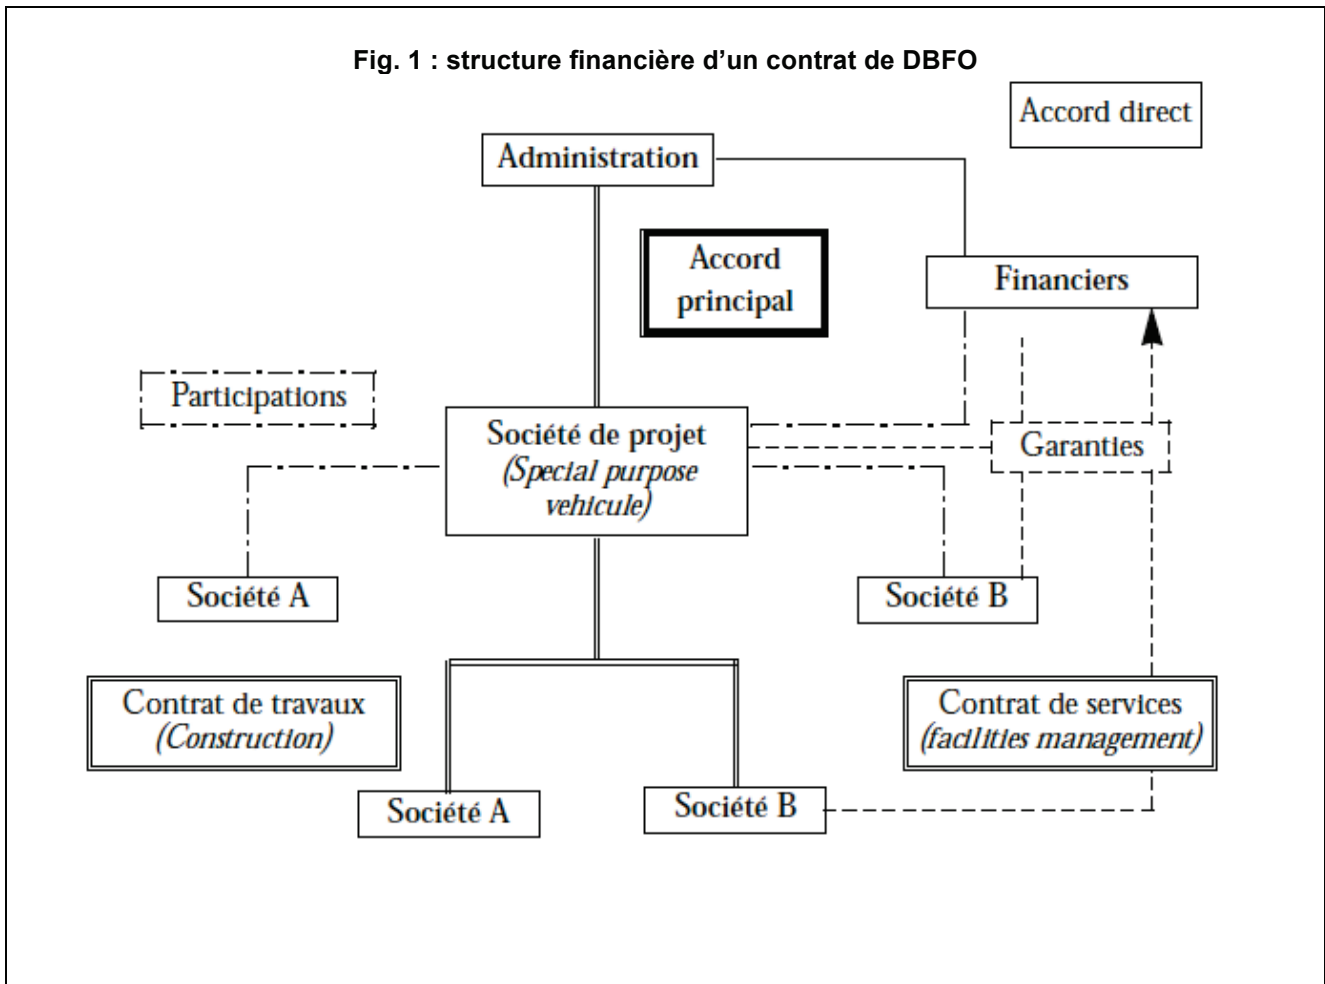 Fig. 1 : structure financière d’un contrat de DBFO
Accord direct
Administration
Accord
principal
Financiers
Participations
Société de projet
(Special purpose
vehicule)
Garanties
Société A
Société B
Contrat de travaux
(Construction)
Contrat de services
(facilities management)
Société A
Société B